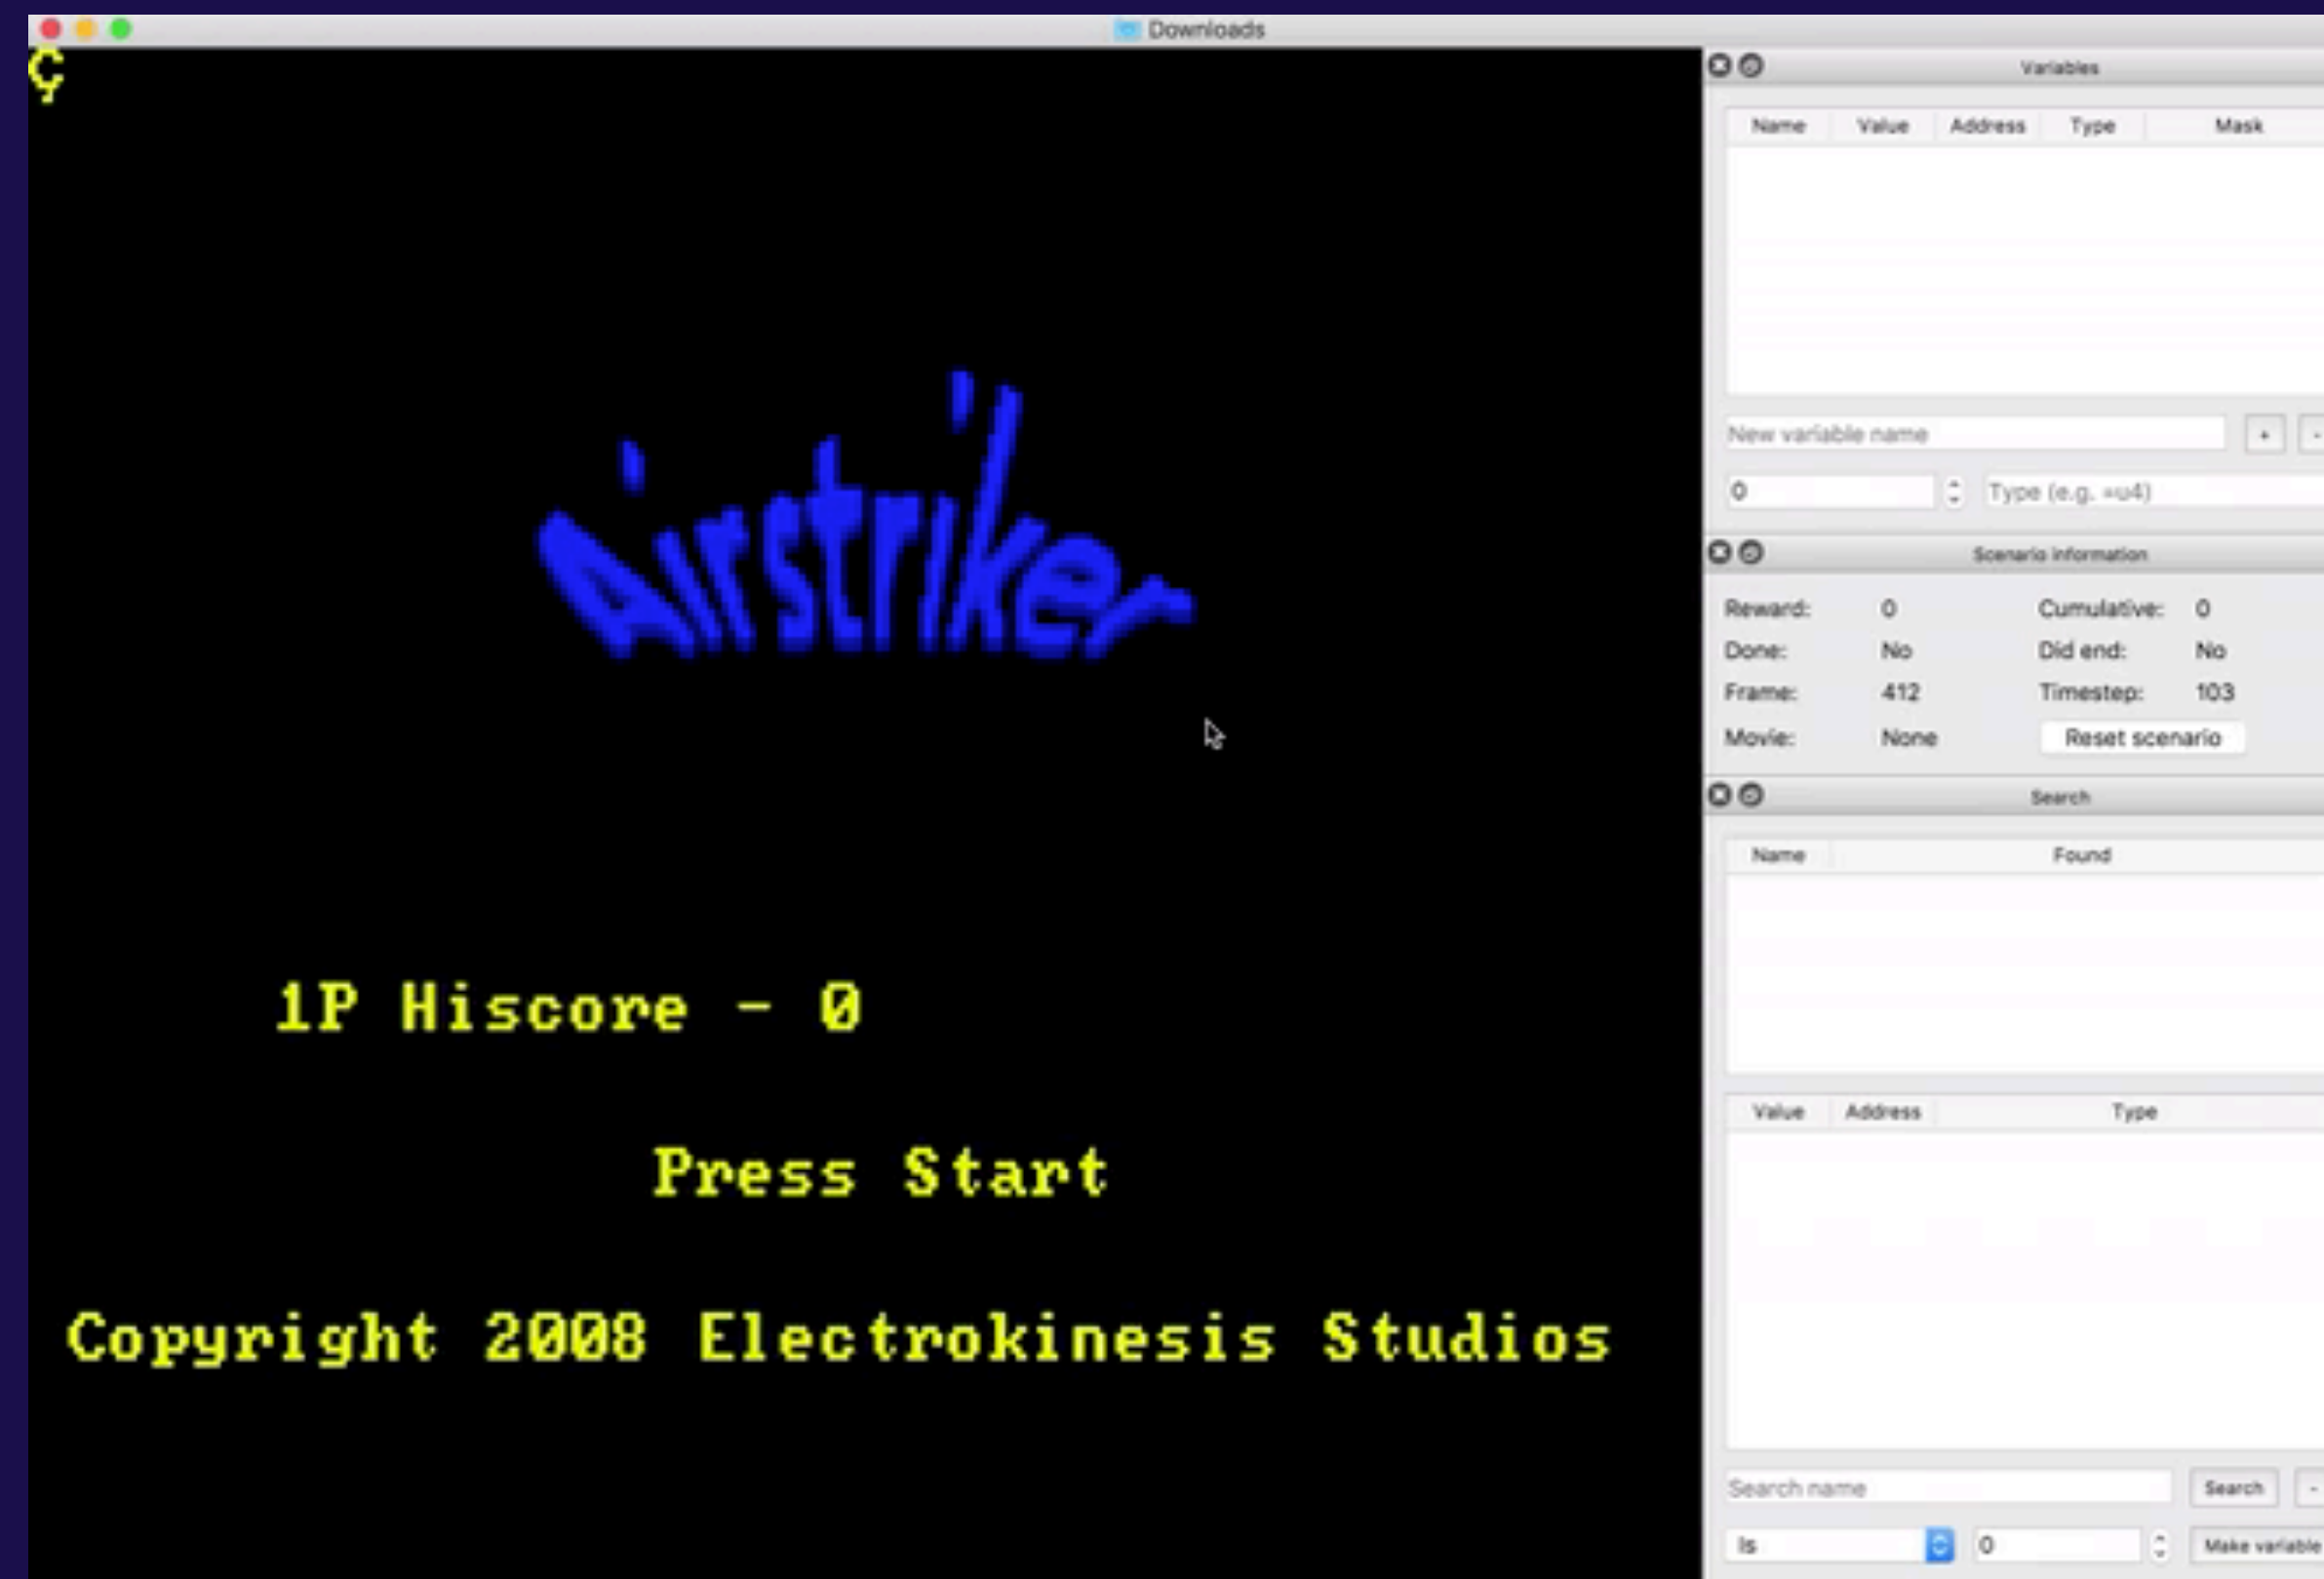 Downloads
Ç
Airstriker
1P Hiscore - 0
Press Start
Copyright 2008 Electrokinesis Studios
Variables
Name Value Address Type Mask
New variable name + -
0 Type (e.g. =u4)
Scenario information
Reward: 0 Cumulative: 0
Done: No Did end: No
Frame: 412 Timestep: 103
Movie: None Reset scenario
Search
Name Found
Value Address Type
Search name Search -
Is 0 Make variable